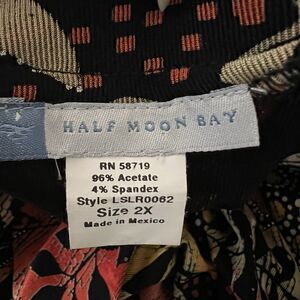 HALF MOON BAY
RN 58719
96% Acetate
4% Spandex
Style LSLR0062
Size 2X
Made in Mexico